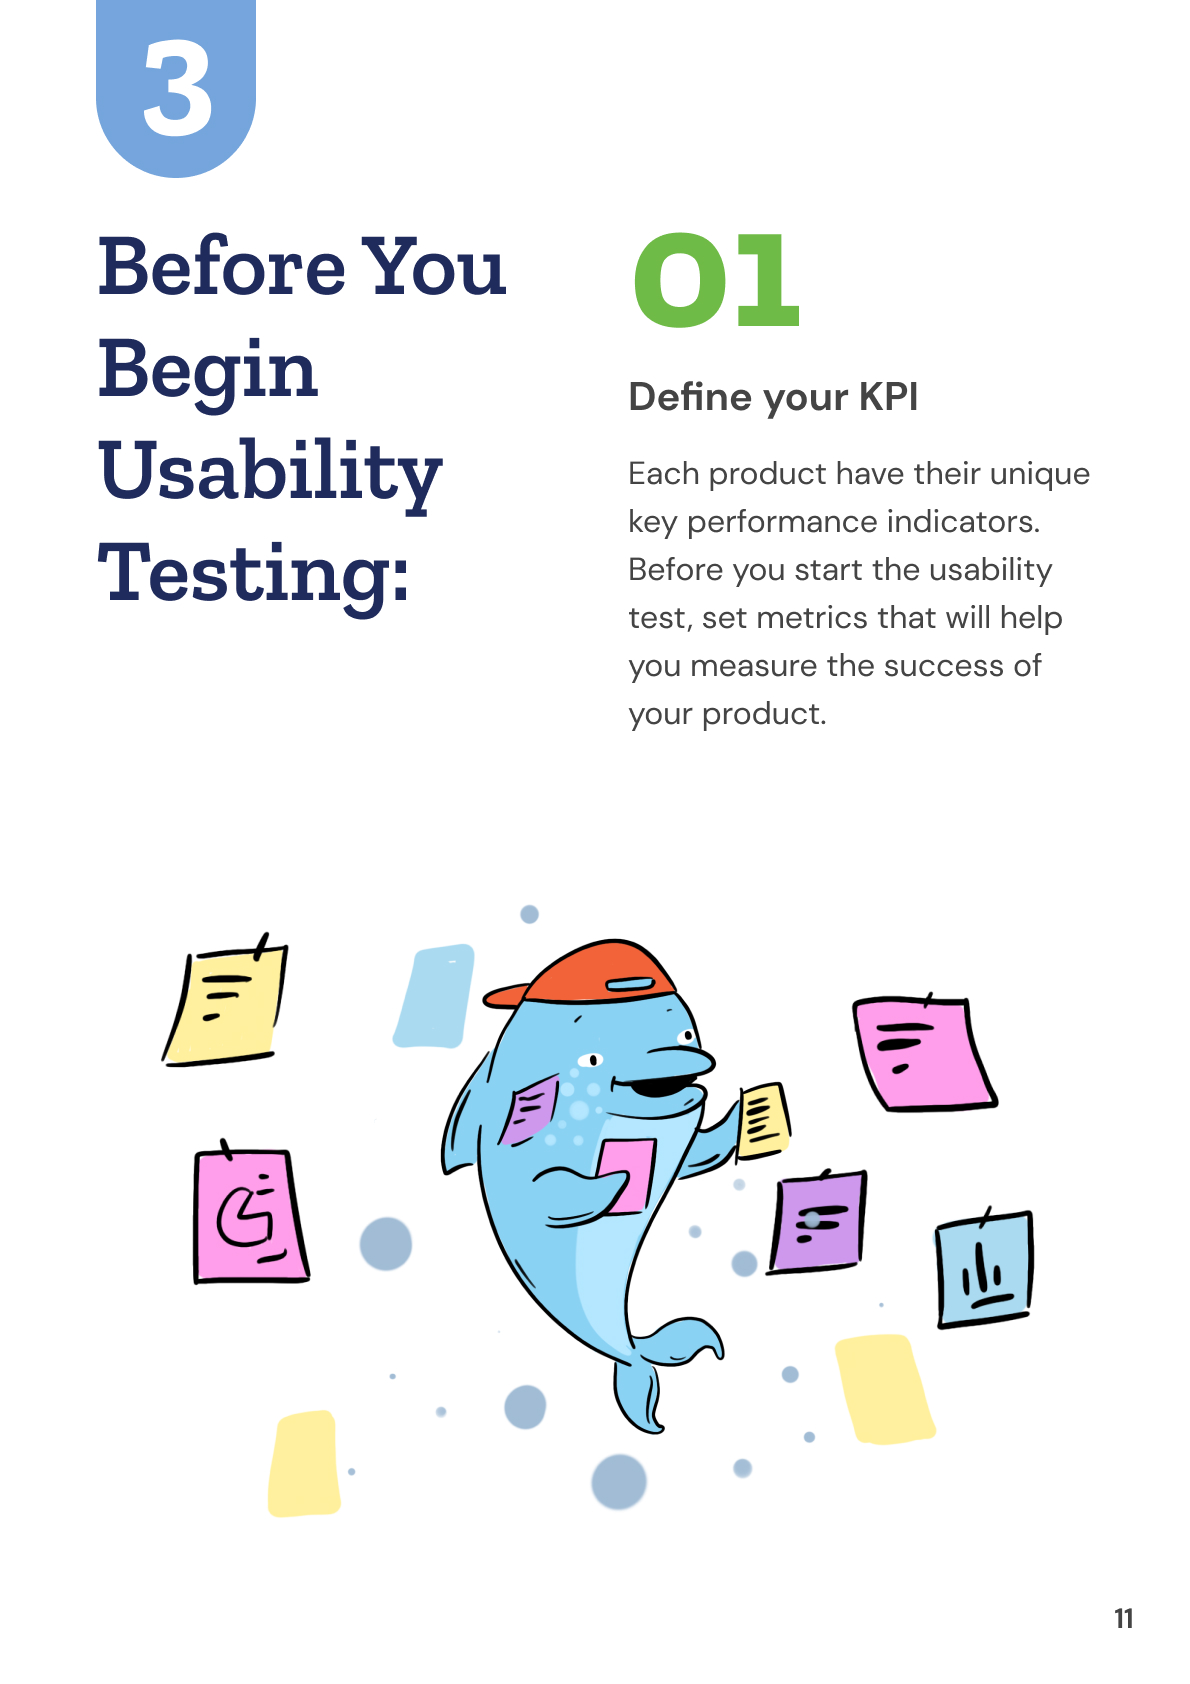 3
Before You
Begin
Usability
Testing:
01
Define your KPI
Each product have their unique
key performance indicators.
Before you start the usability
test, set metrics that will help
you measure the success of
your product.
11